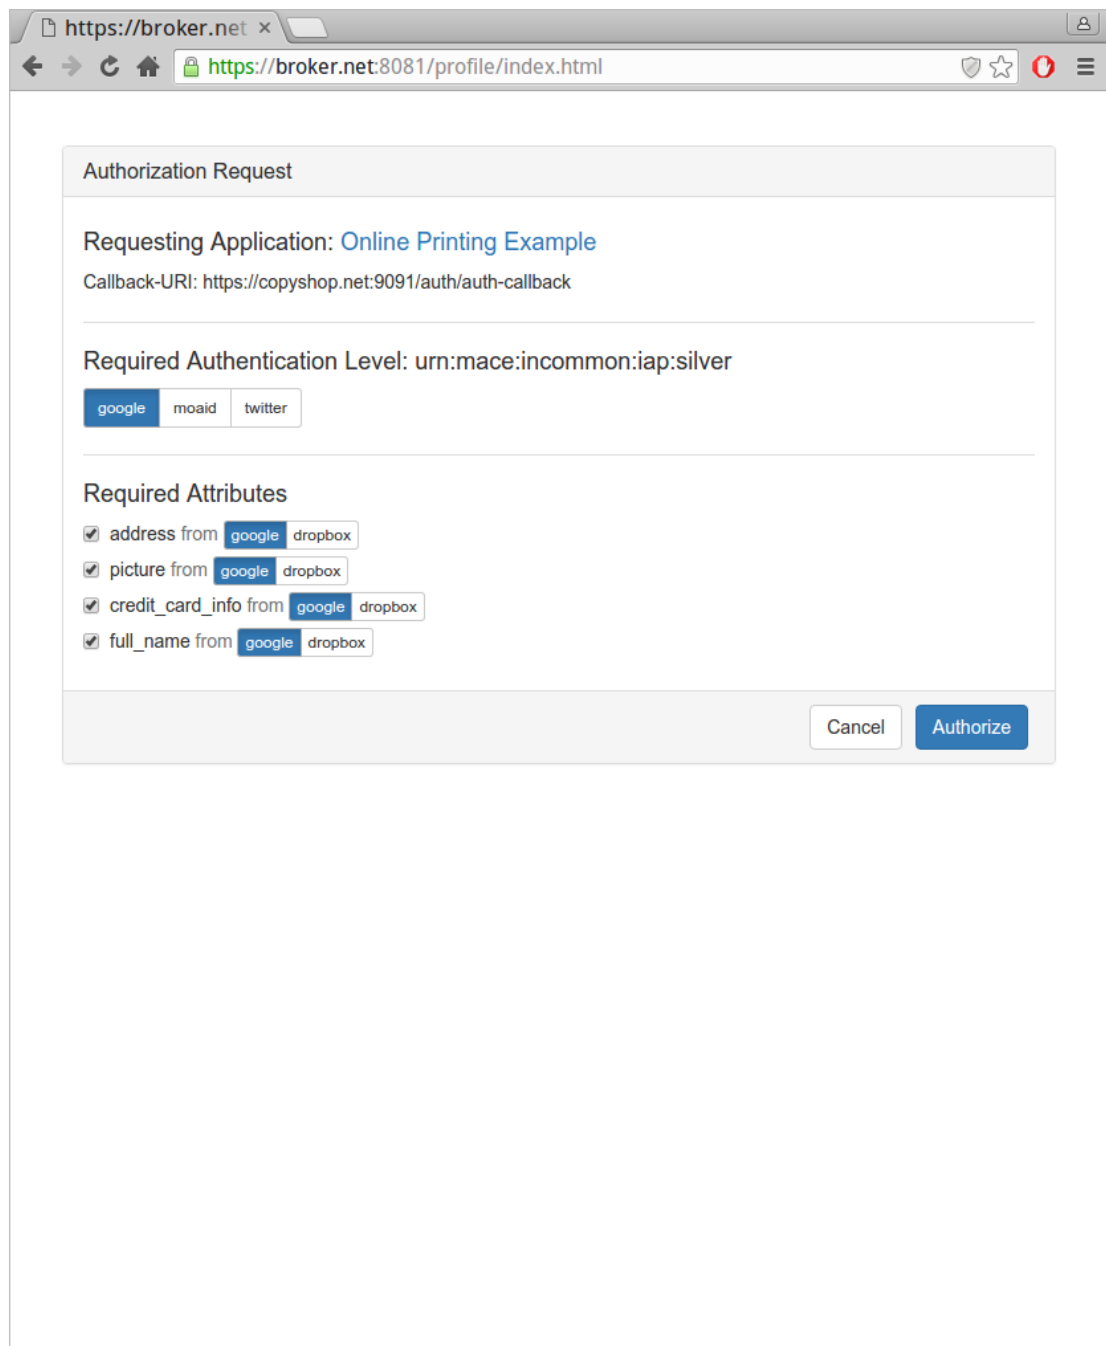 https://broker.net
https://broker.net:8081/profile/index.html
Authorization Request
Requesting Application: Online Printing Example
Callback-URI: https://copyshop.net:9091/auth/auth-callback
Required Authentication Level: urn:mace:incommon:iap:silver
google moaid twitter
Required Attributes
address from google dropbox
picture from google dropbox
credit_card_info from google dropbox
full_name from google dropbox
Cancel Authorize